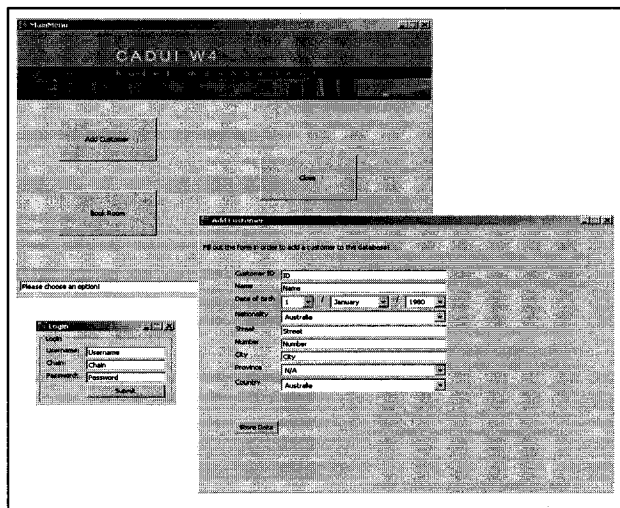 MainMenu
CADUI W4
Add Customer
Close
Book Room
Please choose an option!
Add customer
Fill out the form in order to add a customer to the database!
Customer ID ID
Name Name
Date of birth 1 / January / 1980
Nationality Australia
Street Street
Number Number
City City
Province N/A
Country Australia
Store Data
Login
Login
Username: Username
Chain: Chain
Password: Password
Submit